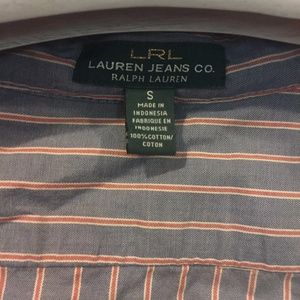 LRL
LAUREN JEANS CO.
RALPH LAUREN
S
MADE IN
INDONESIA
FABRIQUE EN
INDONESIE
100%COTTON/
COTON